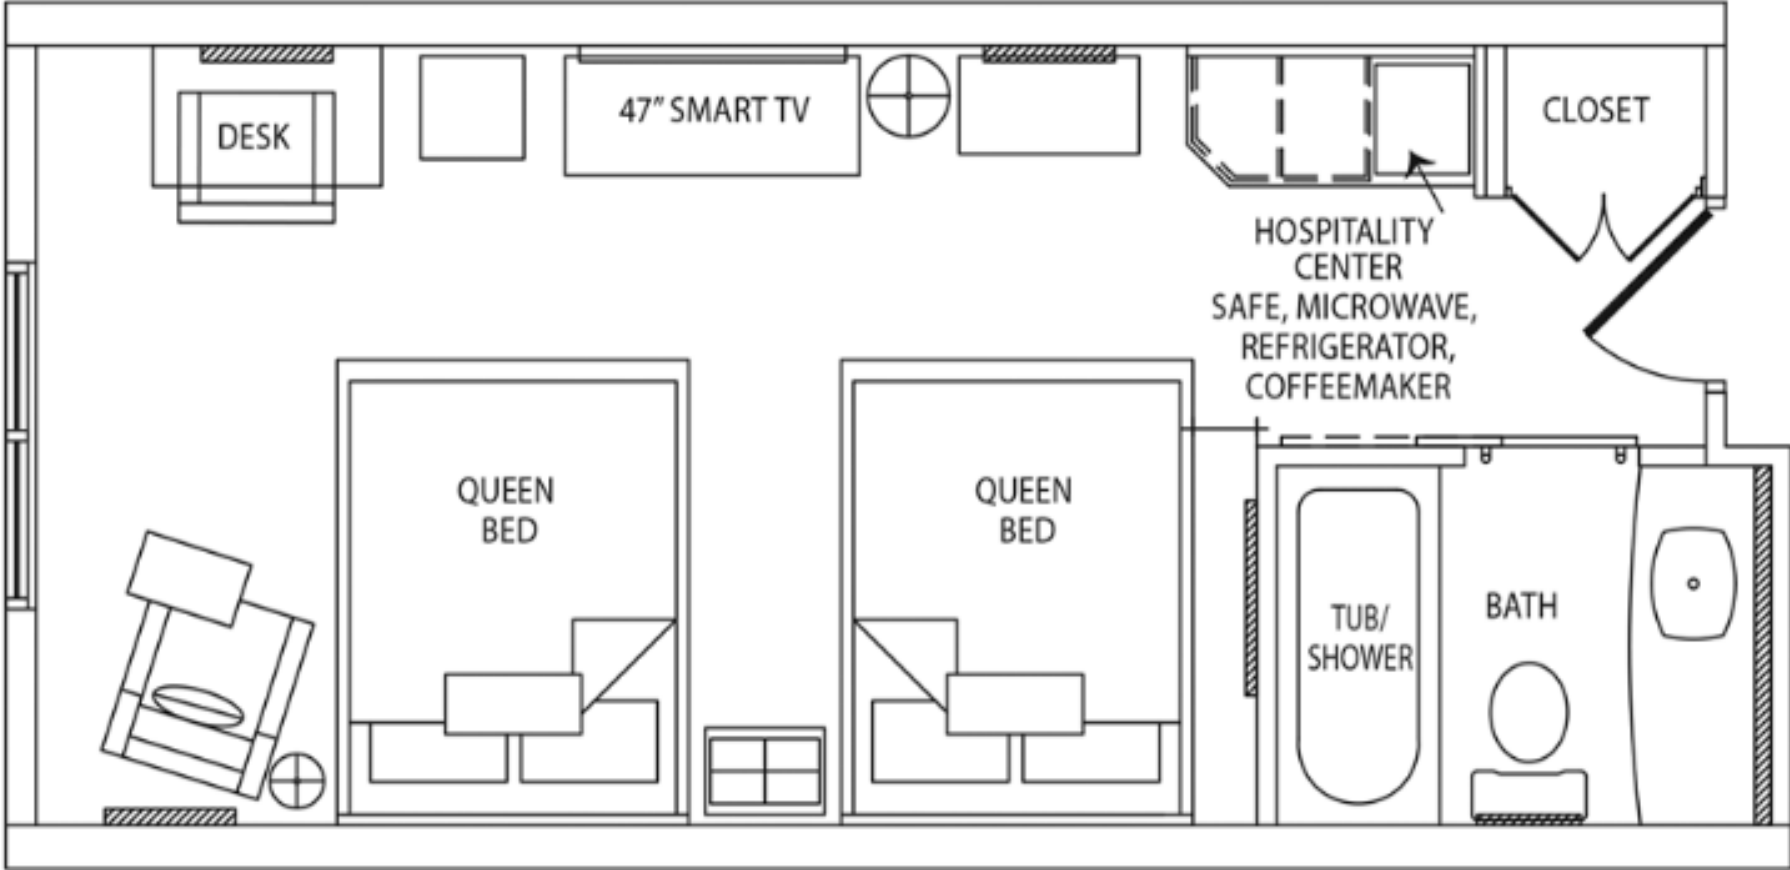 DESK
47” SMART TV
CLOSET
HOSPITALITY
CENTER
SAFE, MICROWAVE,
REFRIGERATOR,
COFFEEMAKER
QUEEN
BED
QUEEN
BED
TUB/
SHOWER
BATH